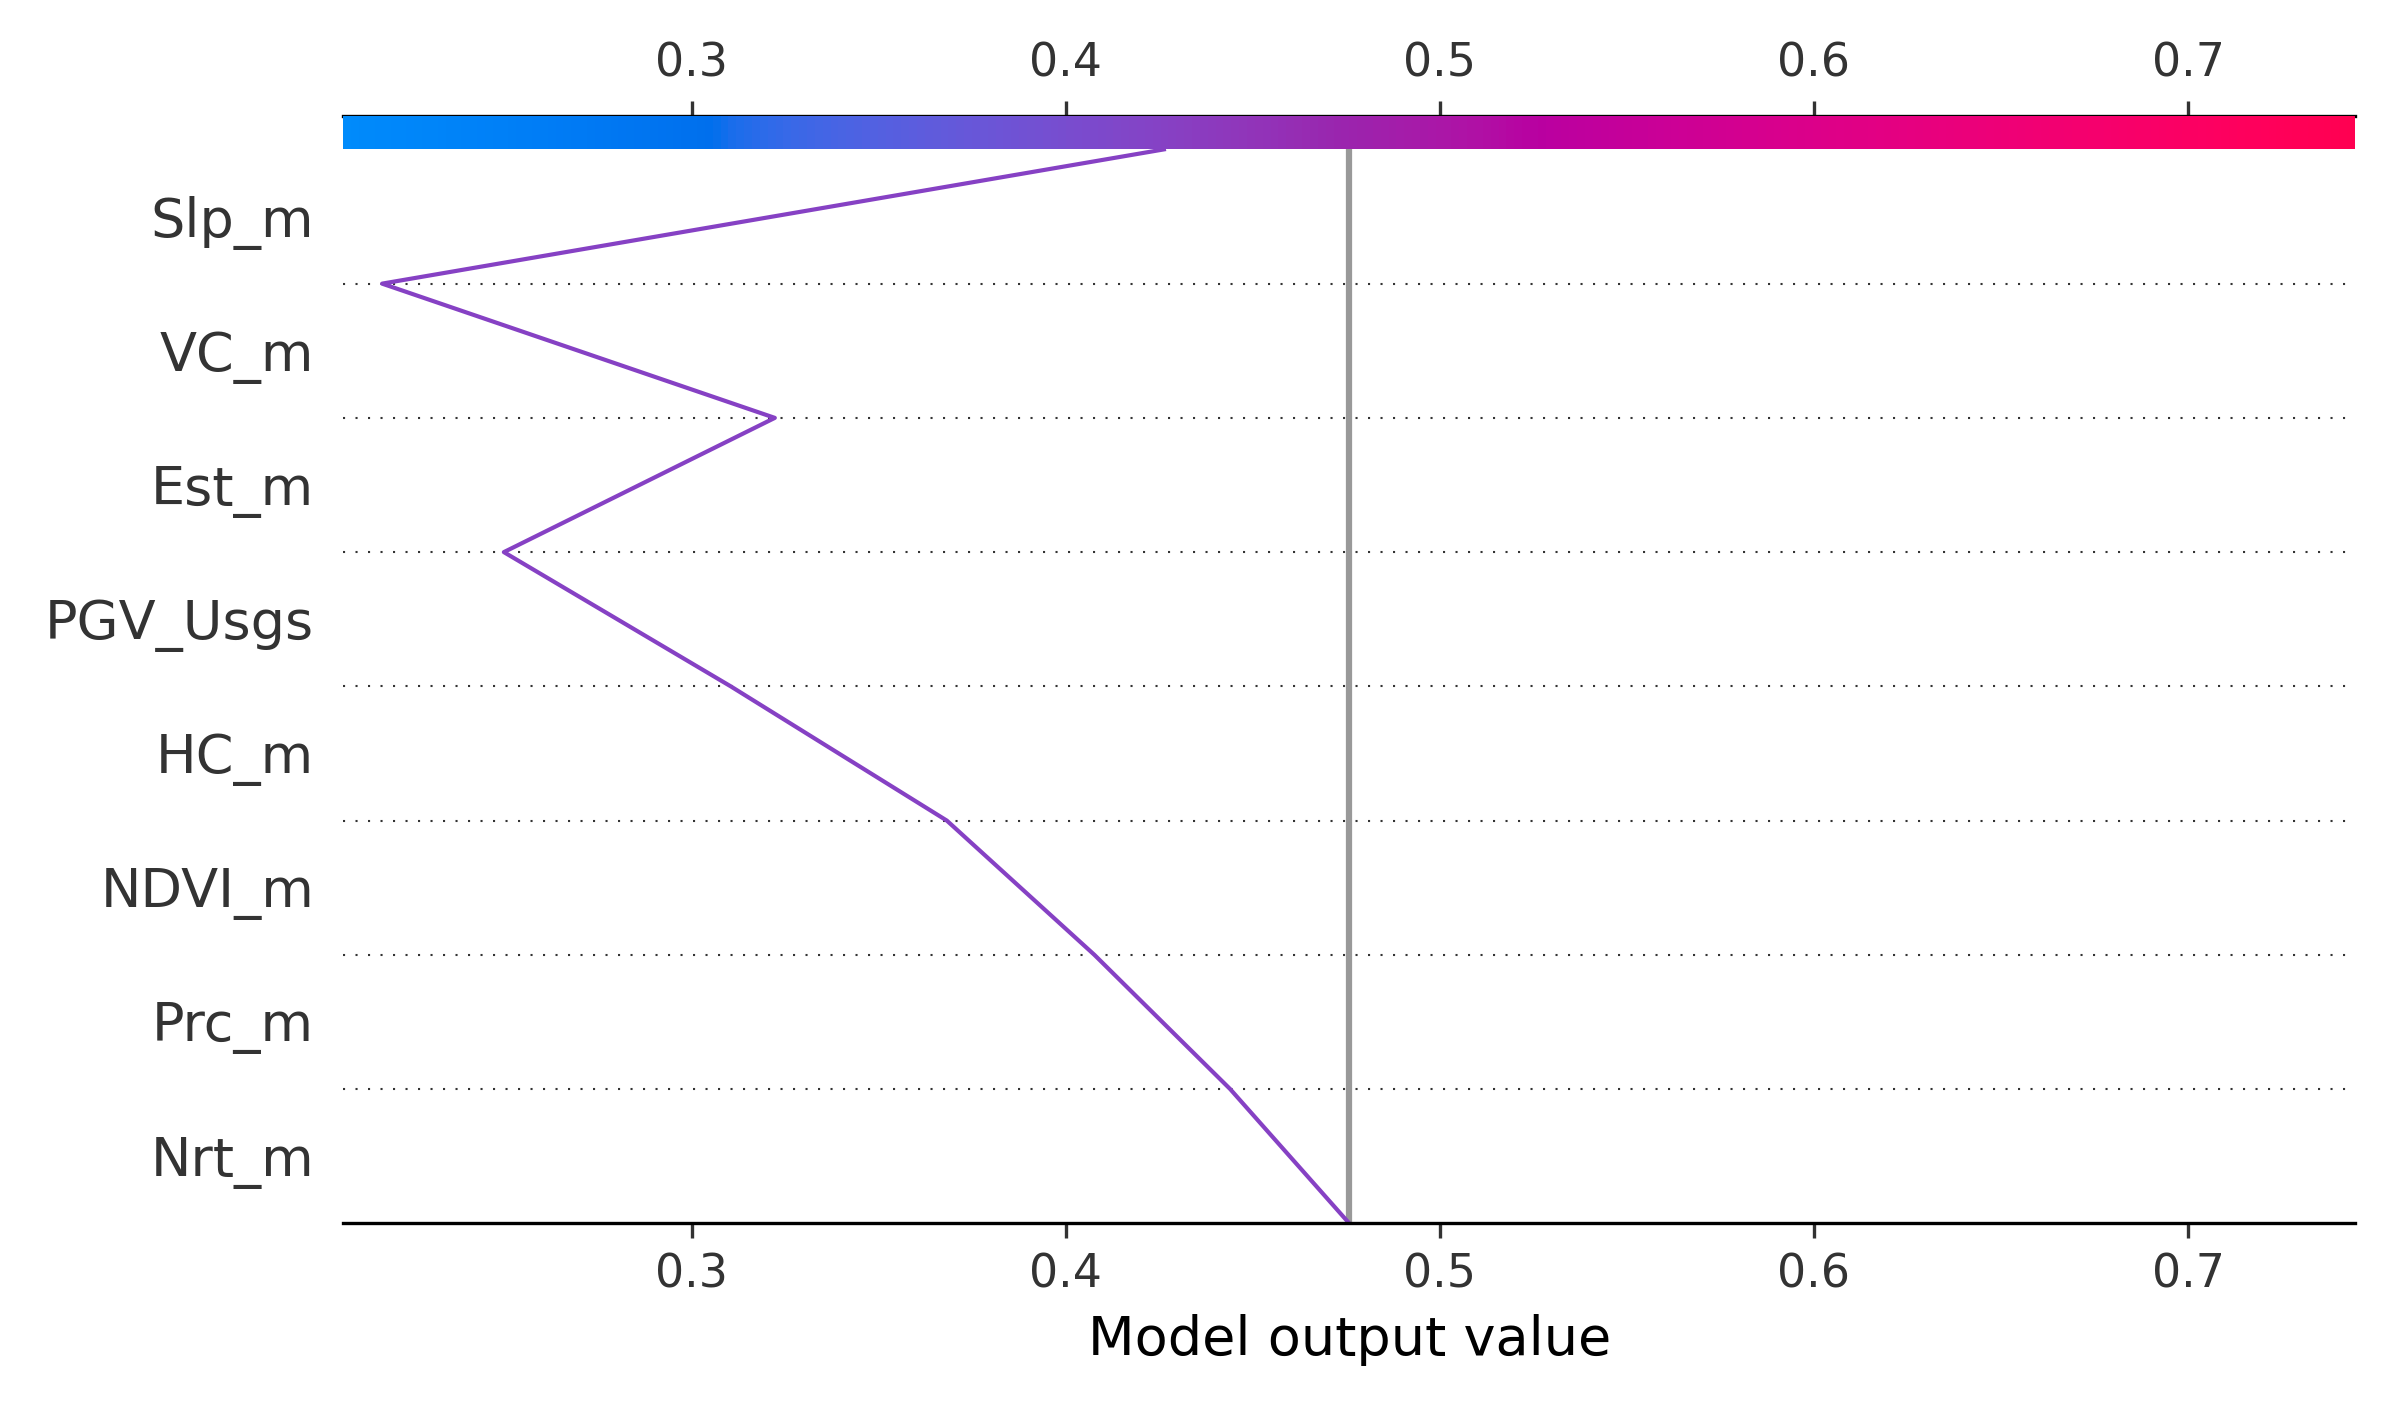 0.3 0.4 0.5 0.6 0.7
Slp_m
VC_m
Est_m
PGV_Usgs
HC_m
NDVI_m
Prc_m
Nrt_m
0.3 0.4 0.5 0.6 0.7
Model output value